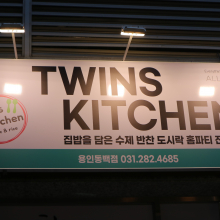 TWINS
KITCHEN
집밥을 담은 수제 반찬 도시락 홈파티
용인동백점 031.282.4685